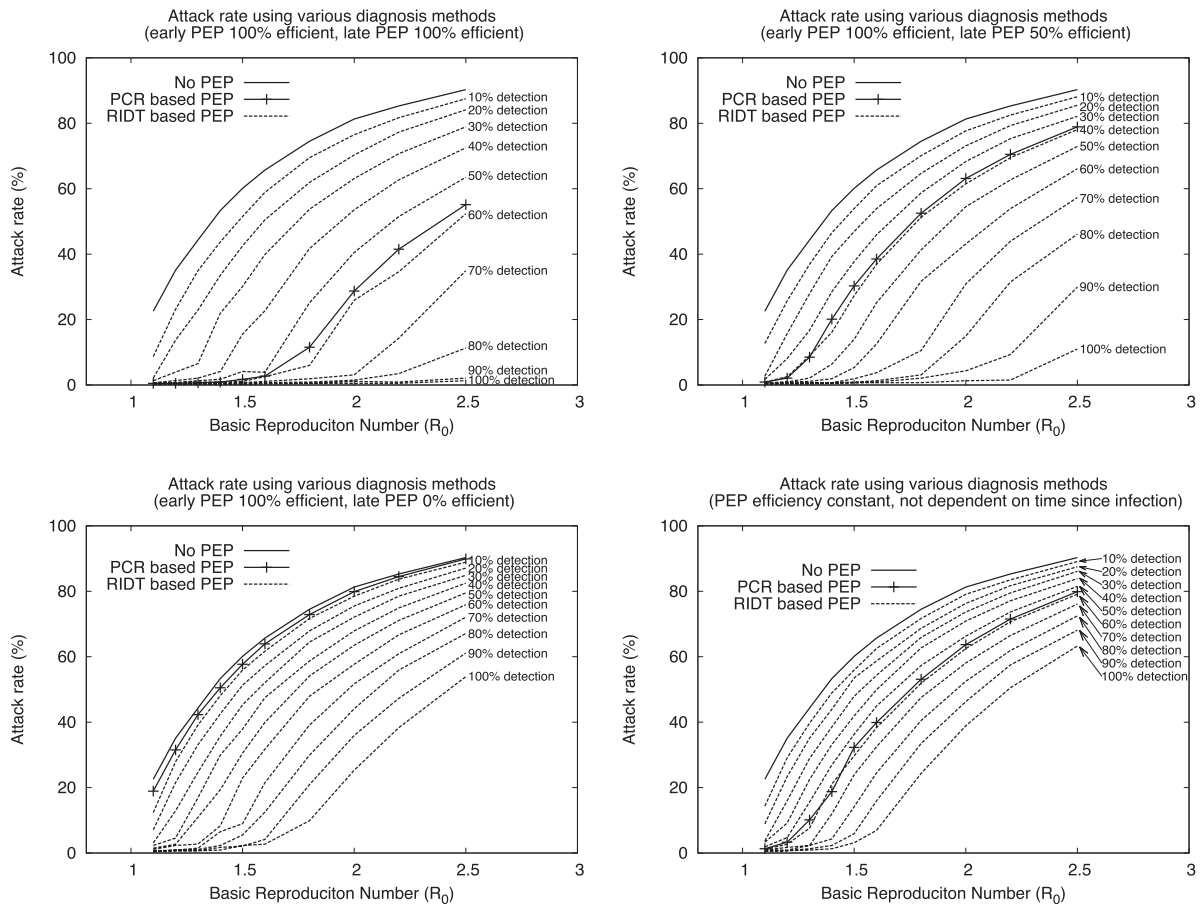 Attack rate using various diagnosis methods
(early PEP 100% efficient, late PEP 100% efficient)
100
80
60
40
20
0
Attack rate (%)
No PEP
PCR based PEP
RIDT based PEP
10% detection
20% detection
30% detection
40% detection
50% detection
60% detection
70% detection
80% detection
90% detection
100% detection
1 1.5 2 2.5 3
Basic Reproduciton Number (R0)
Attack rate using various diagnosis methods
(early PEP 100% efficient, late PEP 50% efficient)
100
80
60
40
20
0
Attack rate (%)
No PEP
PCR based PEP
RIDT based PEP
10% detection
20% detection
30% detection
40% detection
50% detection
60% detection
70% detection
80% detection
90% detection
100% detection
1 1.5 2 2.5 3
Basic Reproduciton Number (R0)
Attack rate using various diagnosis methods
(early PEP 100% efficient, late PEP 0% efficient)
100
80
60
40
20
0
Attack rate (%)
No PEP
PCR based PEP
RIDT based PEP
10% detection
20% detection
30% detection
40% detection
50% detection
60% detection
70% detection
80% detection
90% detection
100% detection
1 1.5 2 2.5 3
Basic Reproduciton Number (R0)
Attack rate using various diagnosis methods
(PEP efficiency constant, not dependent on time since infection)
100
80
60
40
20
0
Attack rate (%)
No PEP
PCR based PEP
RIDT based PEP
10% detection
20% detection
30% detection
40% detection
50% detection
60% detection
70% detection
80% detection
90% detection
100% detection
1 1.5 2 2.5 3
Basic Reproduciton Number (R0)